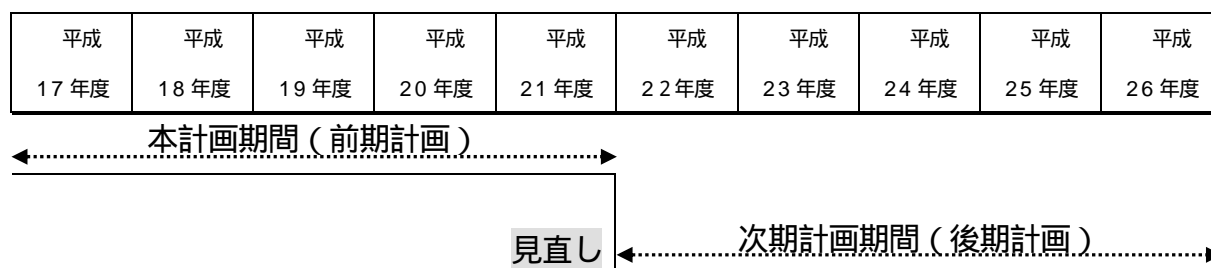 平成 平成 平成 平成 平成 平成 平成 平成 平成 平成
17年度 18年度 19年度 20年度 21年度 22年度 23年度 24年度 25年度 26年度
本計画期間(前期計画)
見直し 次期計画期間(後期計画)